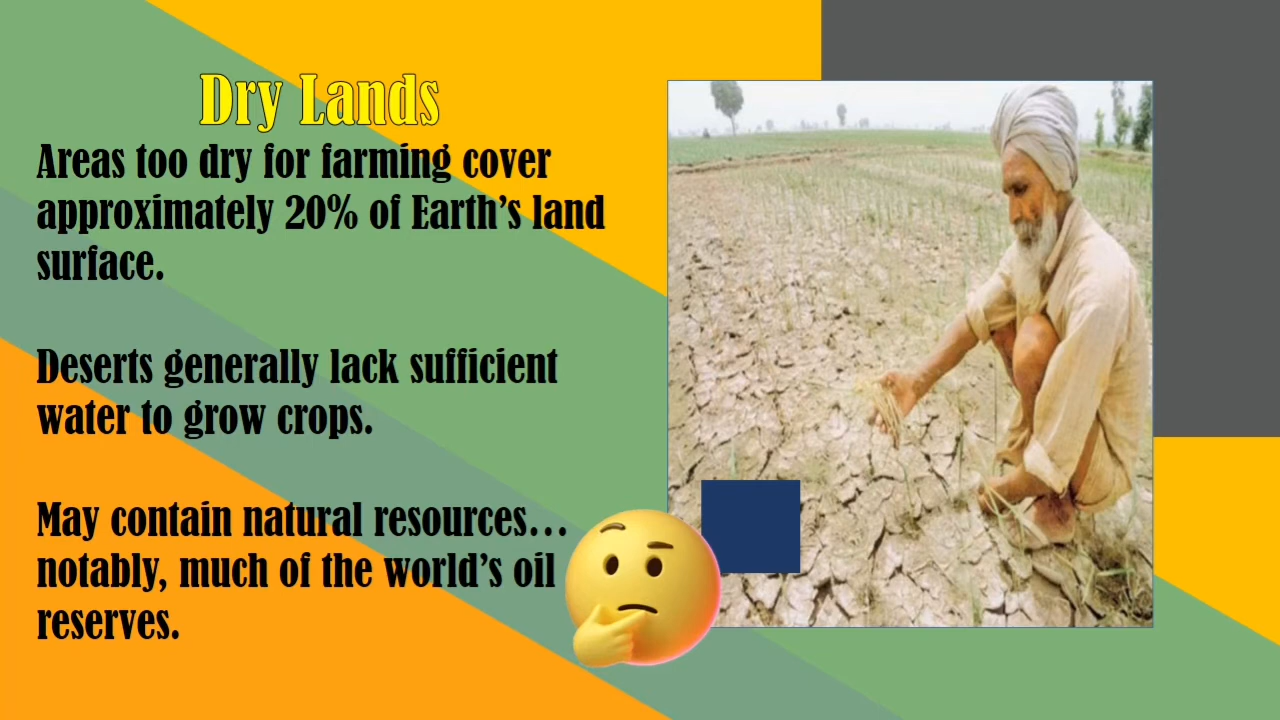 Dry Lands
Areas too dry for farming cover
approximately 20% of Earth’s land
surface.
Deserts generally lack sufficient
water to grow crops.
May contain natural resources…
notably, much of the world’s oil
reserves.